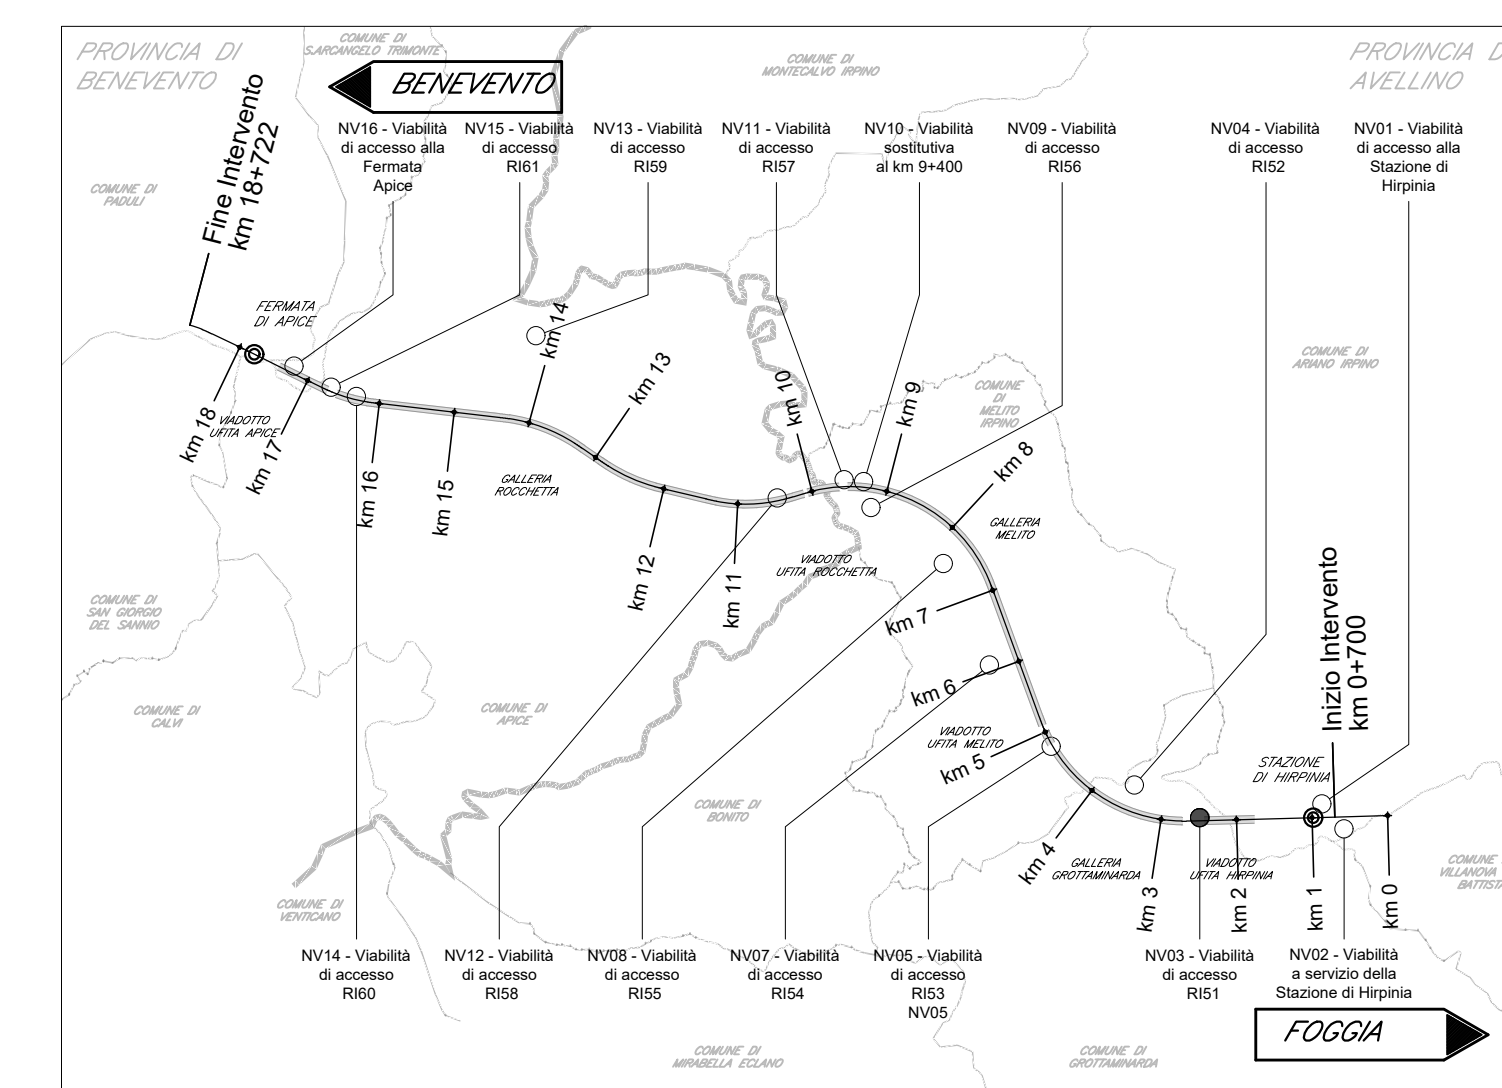 PROVINCIA DI
BENEVENTO
COMUNE DI
S.ARCANGELO TRIMONTE
BENEVENTO
COMUNE DI
MONTECALVO IRPINO
PROVINCIA D
AVELLINO
Fine Intervento
km 18+722
NV16 - Viabilità
di accesso alla
Fermata
Apice
NV15 - Viabilità
di accesso
RI61
NV13 - Viabilità
di accesso
RI59
NV11 - Viabilità
di accesso
RI57
NV10 - Viabilità
sostitutiva
al km 9+400
NV09 - Viabilità
di accesso
RI56
NV04 - Viabilità
di accesso
RI52
NV01 - Viabilità
di accesso alla
Stazione di
Hirpinia
COMUNE DI
PADULI
FERMATA
DI APICE
COMUNE DI
ARIANO IRPINO
COMUNE
DI
MELITO
IRPINO
km 18
VIADOTTO
UFITA APICE
km 17
km 16
km 15
km 14
km 13
km 12
km 11
km 10
km 9
km 8
km 7
km 6
km 5
km 4
km 3
km 2
km 1
km 0
GALLERIA
ROCCHETTA
GALLERIA
MELITO
VIADOTTO
UFITA ROCCHETTA
COMUNE DI
SAN GIORGIO
DEL SANNIO
COMUNE DI
CALVI
COMUNE DI
APICE
VIADOTTO
UFITA MELITO
Inizio Intervento
km 0+700
STAZIONE
DI HIRPINIA
COMUNE DI
BONITO
GALLERIA
GROTTAMINARDA
VIADOTTO
UFITA HIRPINIA
COMUNE
VILLANOVA
BATTISTA
COMUNE DI
VENTICANO
NV14 - Viabilità
di accesso
RI60
NV12 - Viabilità
di accesso
RI58
NV08 - Viabilità
di accesso
RI55
NV07 - Viabilità
di accesso
RI54
NV05 - Viabilità
di accesso
RI53
NV05
NV03 - Viabilità
di accesso
RI51
NV02 - Viabilità
a servizio della
Stazione di Hirpinia
FOGGIA
COMUNE DI
MIRABELLA ECLANO
COMUNE DI
GROTTAMINARDA